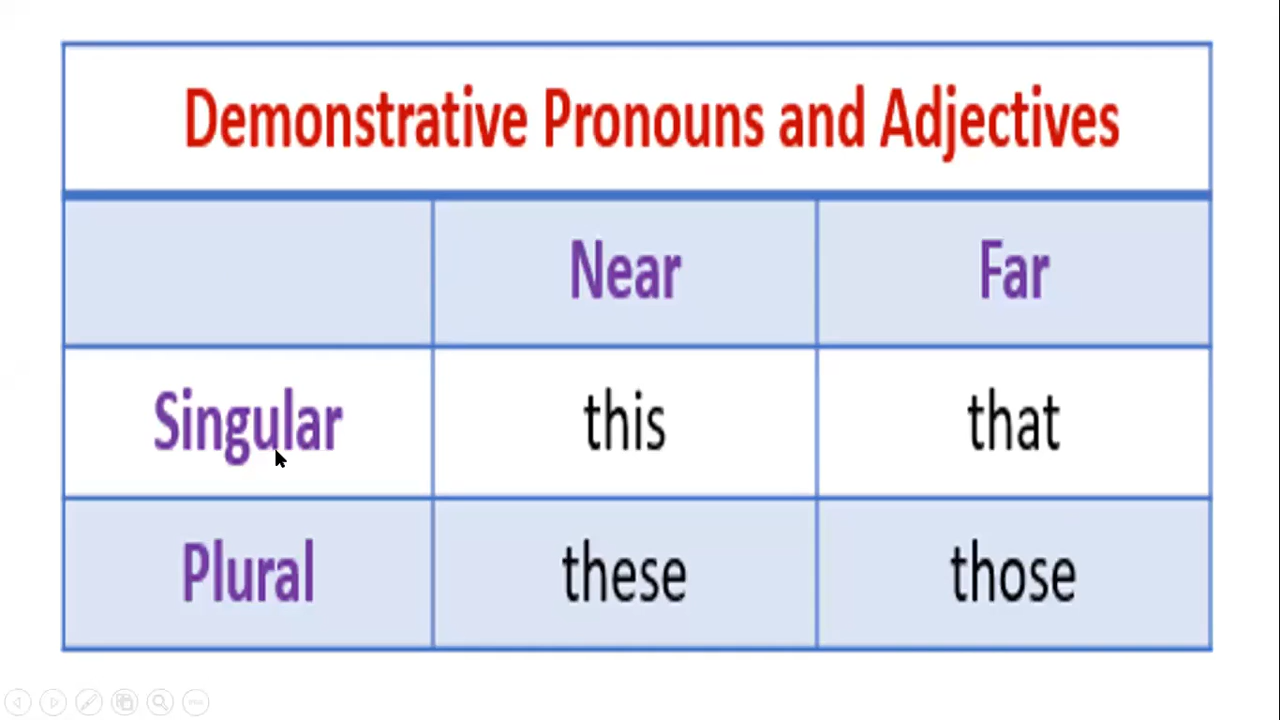 Demonstrative Pronouns and Adjectives
Near Far
Singular this that
Plural these those